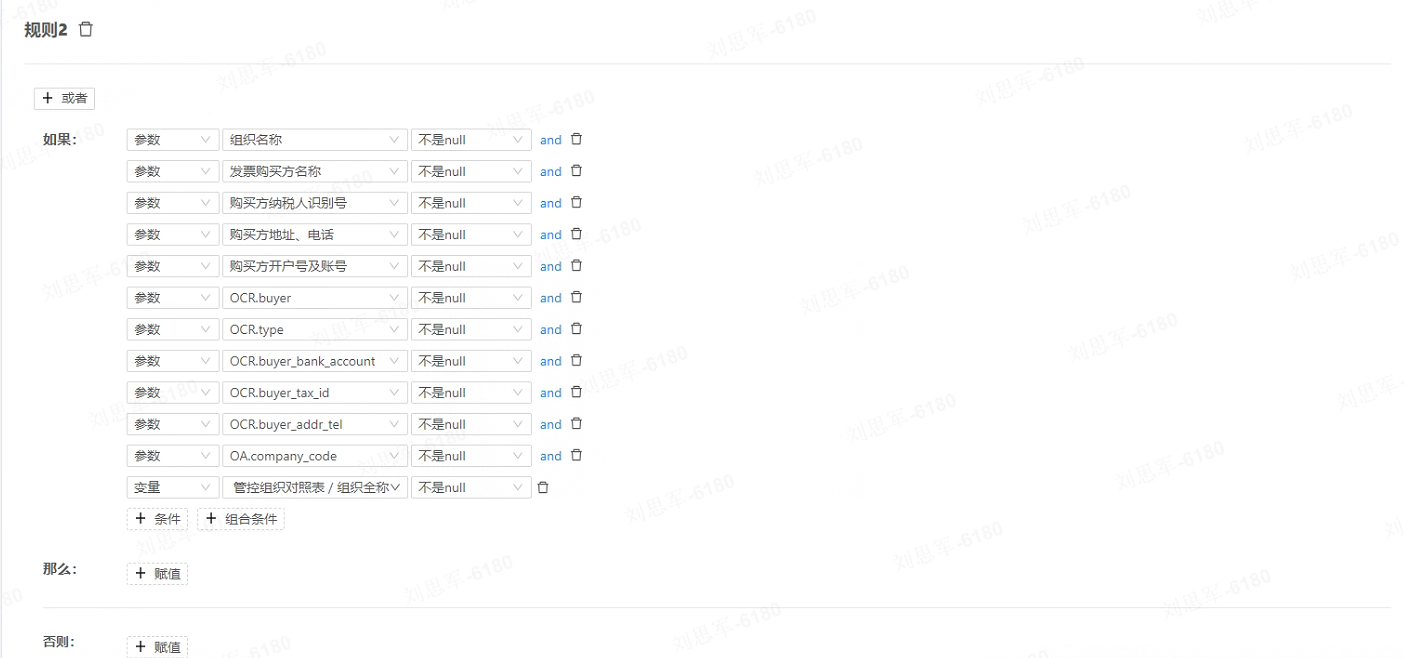 规则2
+ 或者
如果: 参数 组织名称 不是null and
参数 发票购买方名称 不是null and
参数 购买方纳税人识别号 不是null and
参数 购买方地址、电话 不是null and
参数 购买方开户号及账号 不是null and
参数 OCR.buyer 不是null and
参数 OCR.type 不是null and
参数 OCR.buyer_bank_account 不是null and
参数 OCR.buyer_tax_id 不是null and
参数 OCR.buyer_addr_tel 不是null and
参数 OA.company_code 不是null and
变量 管控组织对照表 / 组织全称 不是null
+ 条件 + 组合条件
那么: + 赋值
否则: + 赋值
刘思军-6180